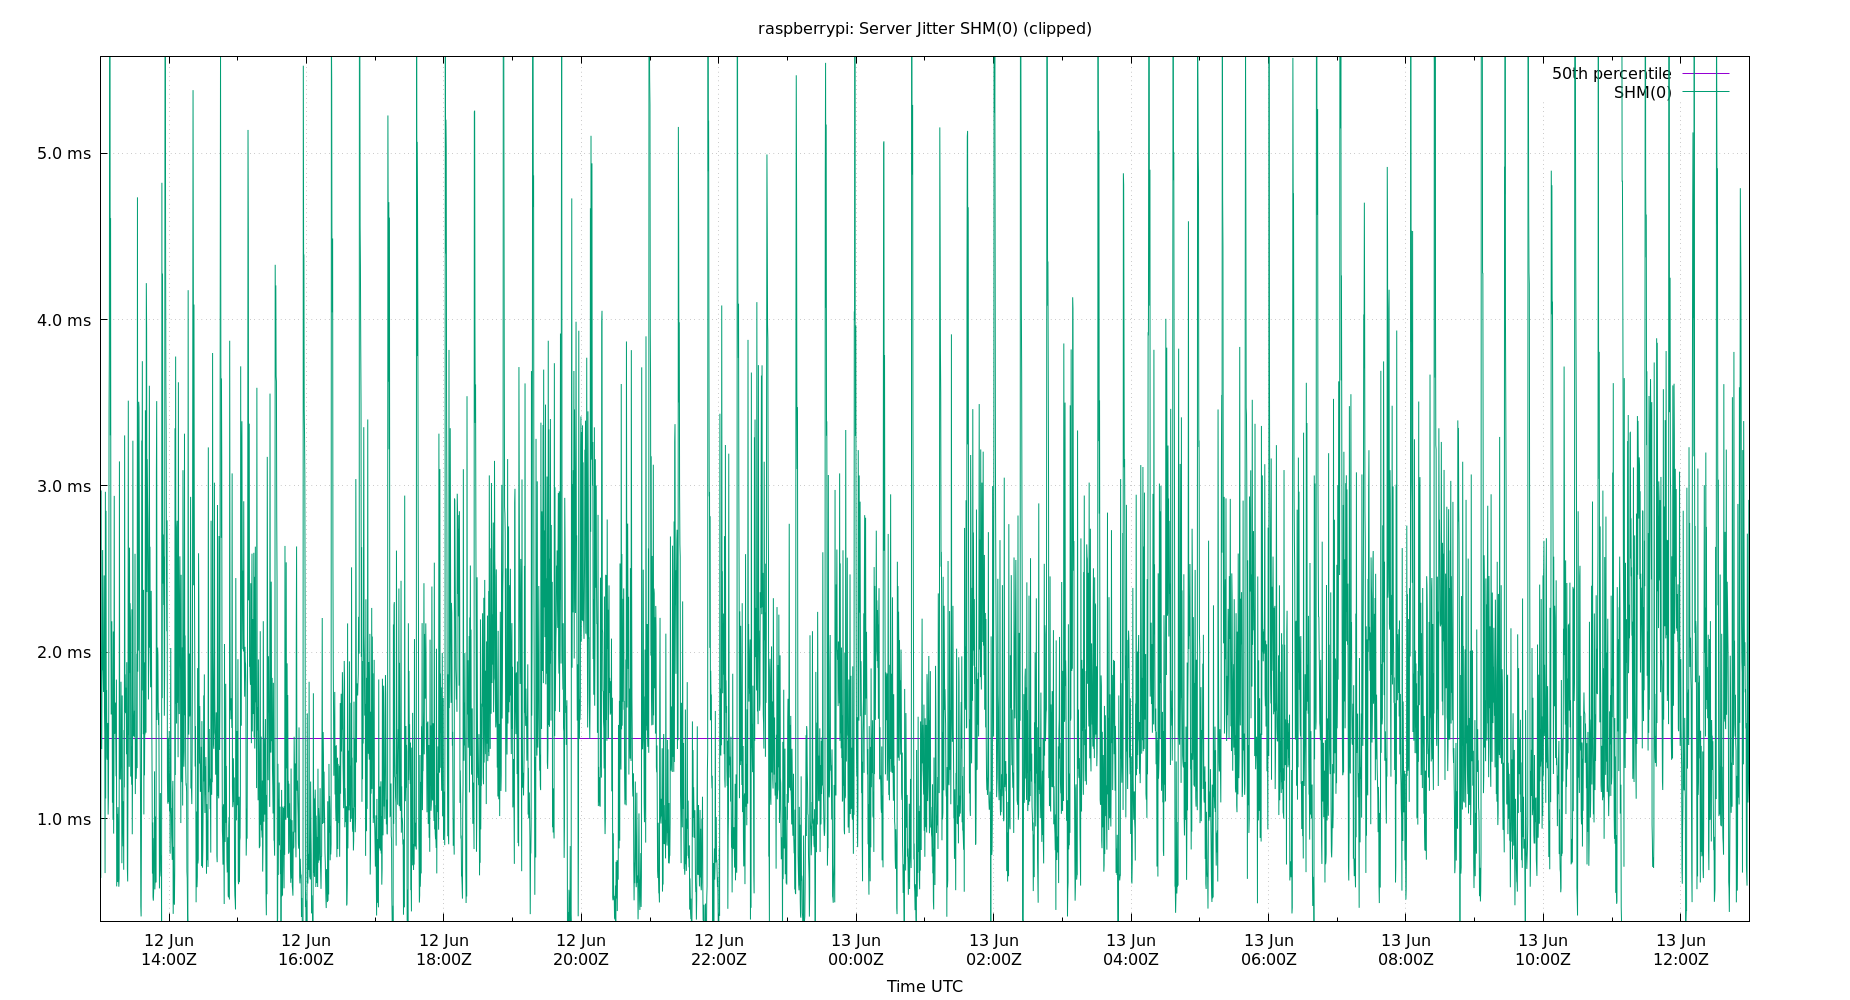 raspberrypi: Server Jitter SHM(0) (clipped)
50th percentile
SHM(0)
5.0 ms
4.0 ms
3.0 ms
2.0 ms
1.0 ms
12 Jun 12 Jun 12 Jun 12 Jun 12 Jun 13 Jun 13 Jun 13 Jun 13 Jun 13 Jun 13 Jun 13 Jun
14:00Z 16:00Z 18:00Z 20:00Z 22:00Z 00:00Z 02:00Z 04:00Z 06:00Z 08:00Z 10:00Z 12:00Z
Time UTC